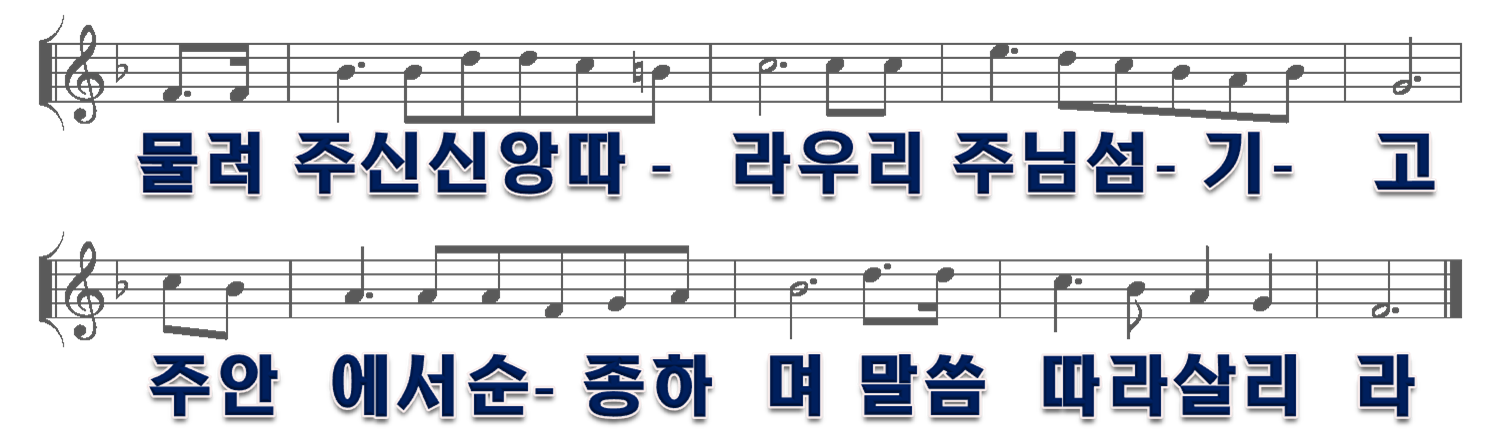 물려 주신신앙따 - 라우리 주님섬- 기- 고
주안 에서순- 종하 며 말씀 따라살리 라